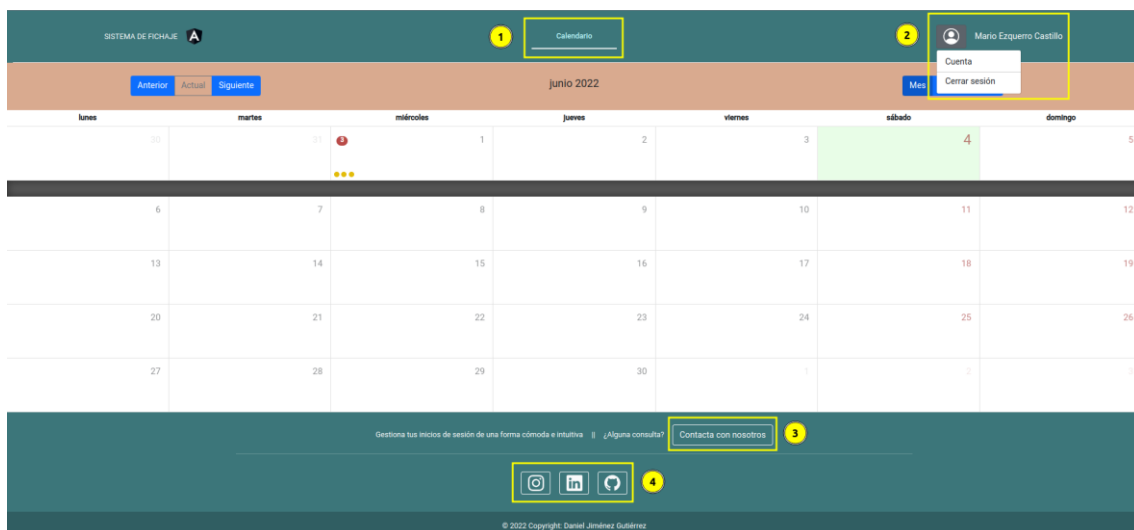 SISTEMA DE FICHAJE
A
1
Calendario
2
Mario Ezquerro Castillo
Cuenta
Cerrar sesión
Anterior Actual Siguiente
junio 2022
Mes
lunes martes miércoles jueves viernes sábado domingo
30 31 3 1 2 3 4 5
6 7 8 9 10 11 12
13 14 15 16 17 18 19
20 21 22 23 24 25 26
27 28 29 30 1 2 3
Gestiona tus inicios de sesión de una forma cómoda e intuitiva || ¿Alguna consulta? Contacta con nosotros 3
in
4
© 2022 Copyright: Daniel Jiménez Gutiérrez